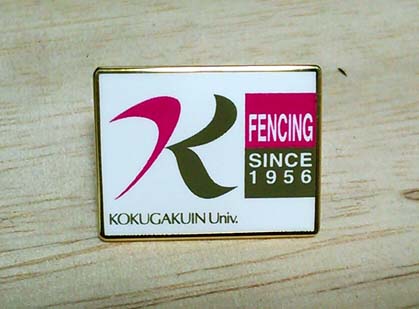 K
FENCING
SINCE
1956
KOKUGAKUIN Univ.